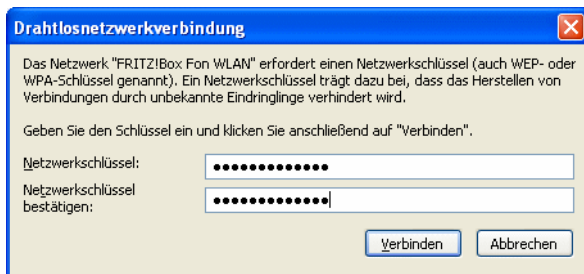 Drahtlosnetzwerkverbindung
Das Netzwerk "FRITZ!Box Fon WLAN" erfordert einen Netzwerkschlüssel (auch WEP- oder
WPA-Schlüssel genannt). Ein Netzwerkschlüssel trägt dazu bei, dass das Herstellen von
Verbindungen durch unbekannte Eindringlinge verhindert wird.
Geben Sie den Schlüssel ein und klicken Sie anschließend auf "Verbinden".
Netzwerkschlüssel: •••••••••••••
Netzwerkschlüssel
bestätigen: •••••••••••••
Verbinden Abbrechen